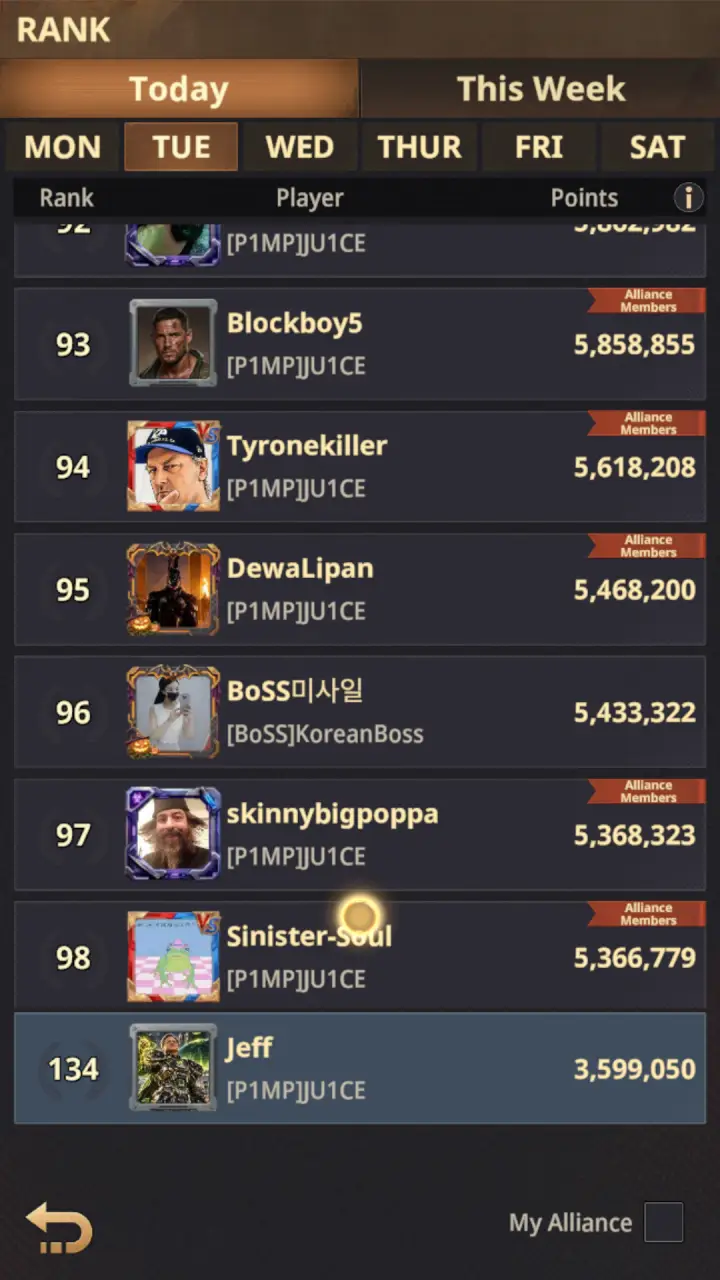 RANK
Today
This Week
MON
TUE
WED
THUR
FRI
SAT
Rank
Player
Points
92
[P1MP]JU1CE
5,862,982
Alliance
Members
93
Blockboy5
[P1MP]JU1CE
5,858,855
Alliance
Members
94
Tyronekiller
[P1MP]JU1CE
5,618,208
Alliance
Members
95
DewaLipan
[P1MP]JU1CE
5,468,200
96
BoSS미사일
[BoSS]KoreanBoss
5,433,322
Alliance
Members
97
skinnybigpoppa
[P1MP]JU1CE
5,368,323
Alliance
Members
98
Sinister-Soul
[P1MP]JU1CE
5,366,779
134
Jeff
[P1MP]JU1CE
3,599,050
My Alliance